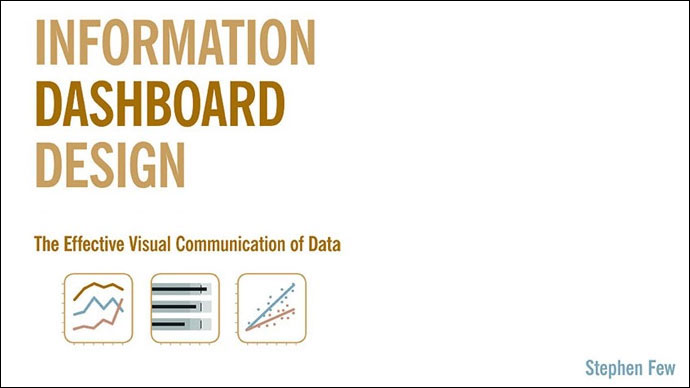 INFORMATION
DASHBOARD
DESIGN
The Effective Visual Communication of Data
Stephen Few